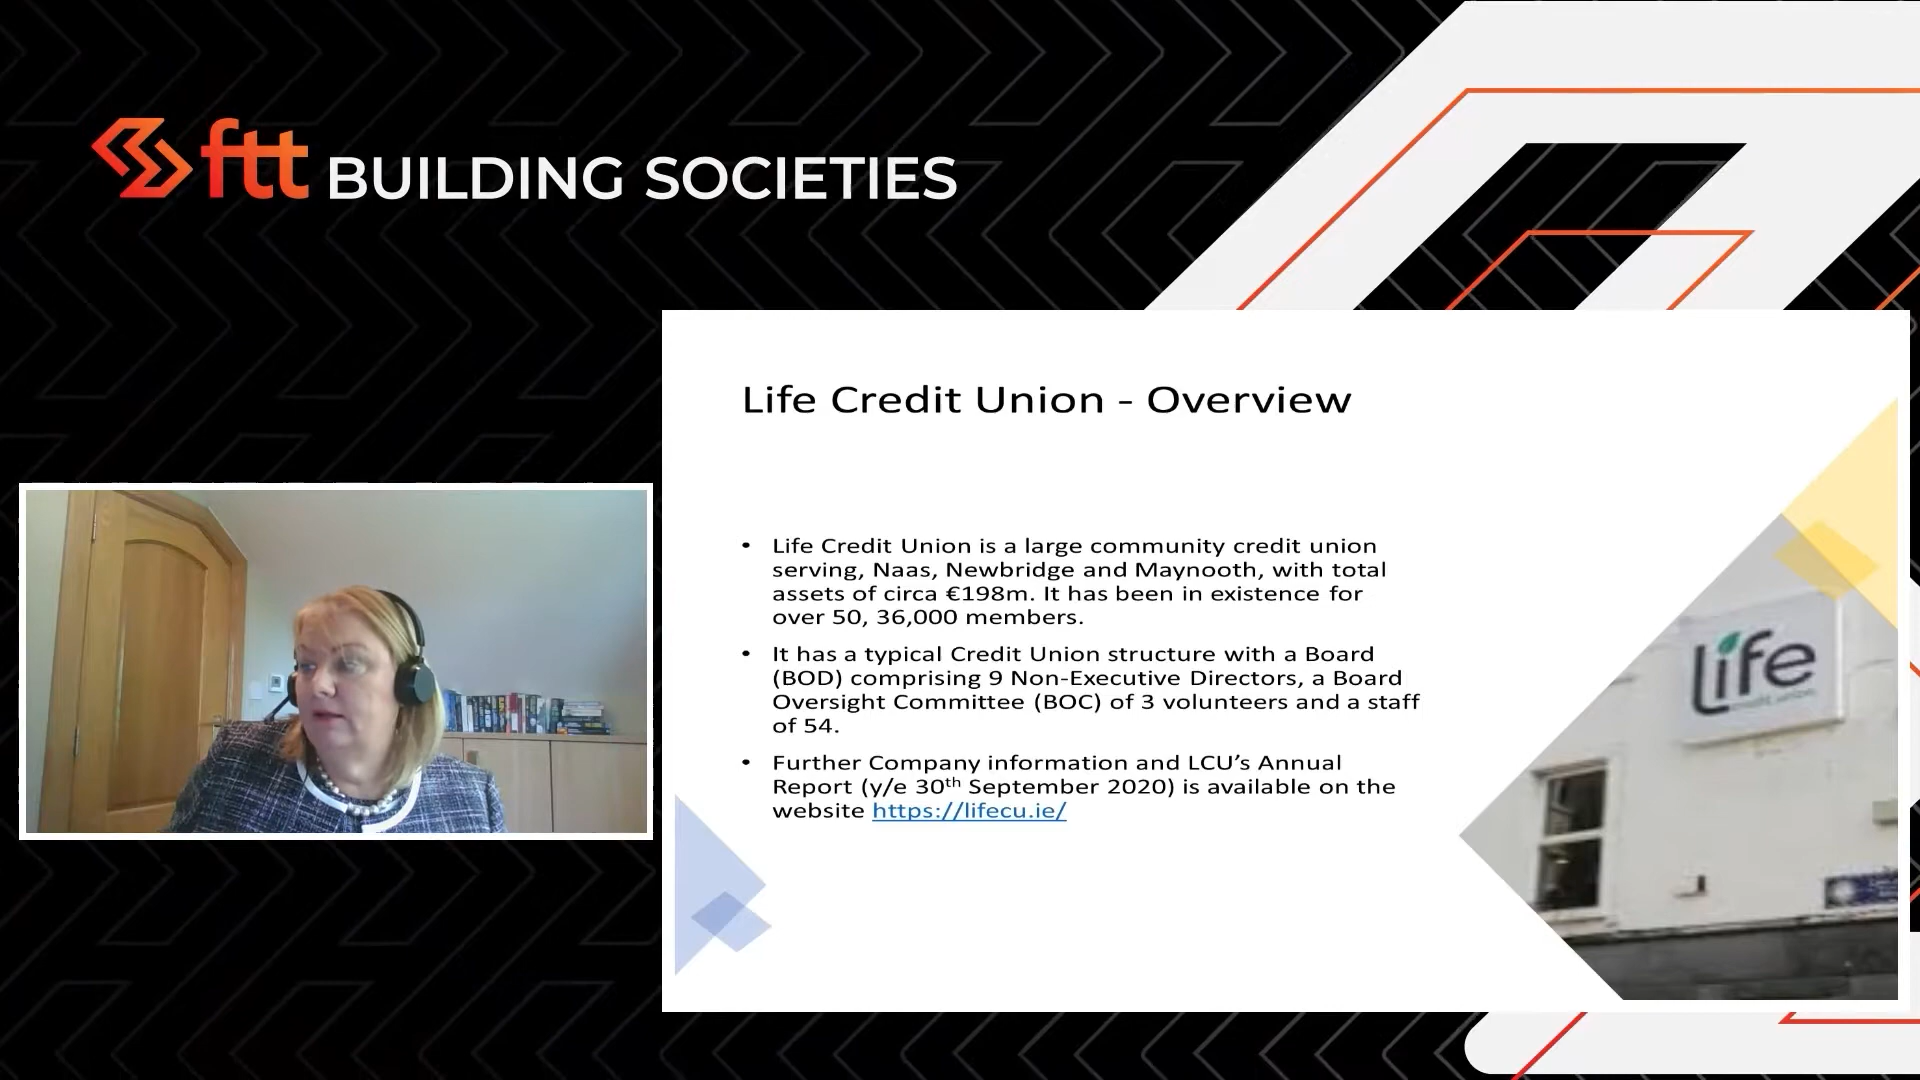 ftt BUILDING SOCIETIES
Life Credit Union - Overview
• Life Credit Union is a large community credit union
serving, Naas, Newbridge and Maynooth, with total
assets of circa €198m. It has been in existence for
over 50, 36,000 members.
• It has a typical Credit Union structure with a Board
(BOD) comprising 9 Non-Executive Directors, a Board
Oversight Committee (BOC) of 3 volunteers and a staff
of 54.
• Further Company information and LCU’s Annual
Report (y/e 30th September 2020) is available on the
website https://lifecu.ie/
life